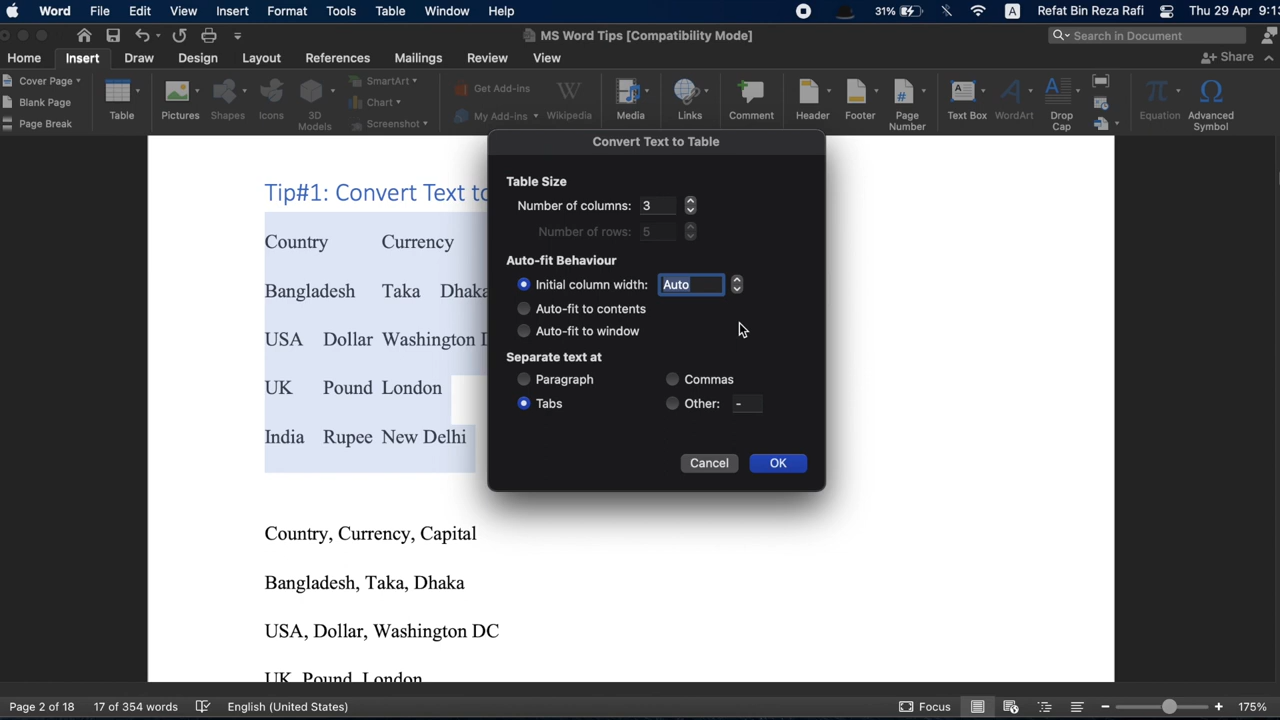 Word File Edit View Insert Format Tools Table Window Help 31% A Refat Bin Reza Rafi Thu 29 Apr 9:13
MS Word Tips [Compatibility Mode] Search in Document
Home Insert Draw Design Layout References Mailings Review View Share
Cover Page
Blank Page
Page Break
Table
Pictures
Shapes
Icons
3D
Models
SmartArt
Chart
Screenshot
Get Add-ins
My Add-ins
Wikipedia
Media
Links
Comment
Header
Footer
Page
Number
Text Box
WordArt
Drop
Cap
Equation
Advanced
Symbol
Tip#1: Convert Text to
Country Currency
Bangladesh Taka Dhaka
USA Dollar Washington
UK Pound London
India Rupee New Delhi
Convert Text to Table
Table Size
Number of columns: 3
Number of rows: 5
Auto-fit Behaviour
Initial column width: Auto
Auto-fit to contents
Auto-fit to window
Separate text at
Paragraph Commas
Tabs Other: -
Cancel OK
Country, Currency, Capital
Bangladesh, Taka, Dhaka
USA, Dollar, Washington DC
UK, Pound, London
Page 2 of 18 17 of 354 words English (United States) Focus 175%